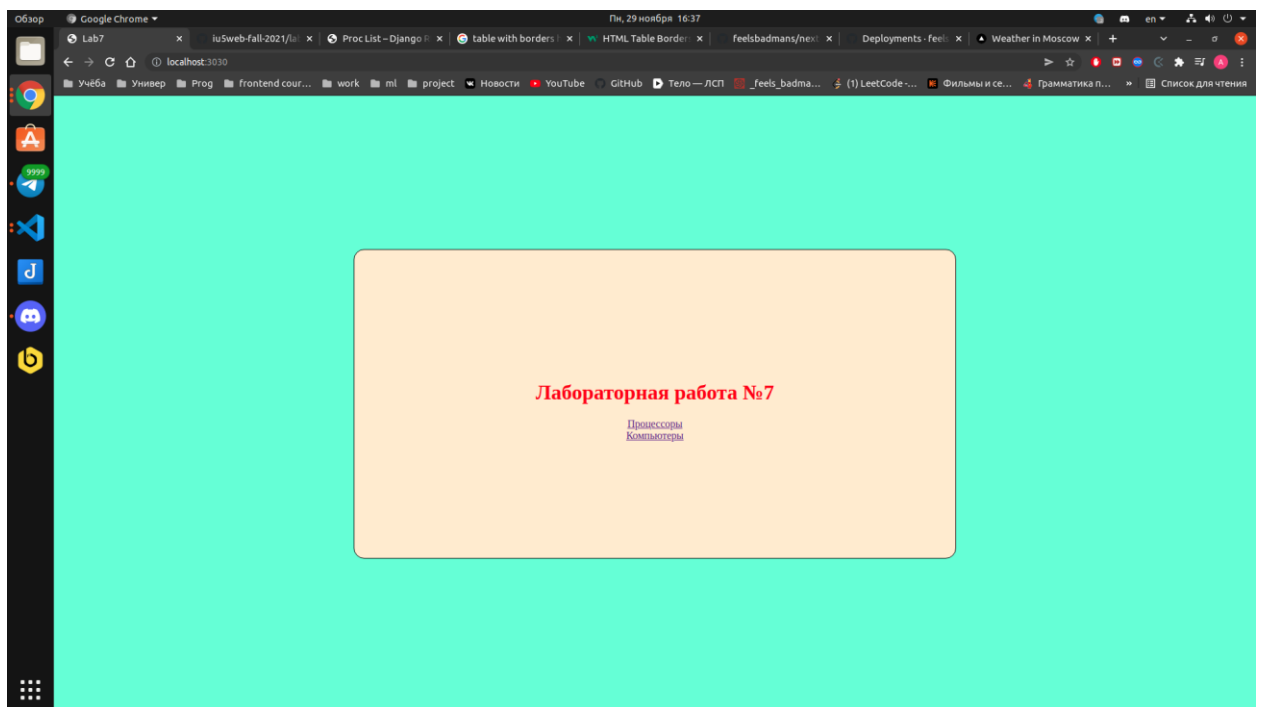 Обзор Google Chrome Пн, 29 ноября 16:37 en
Lab7 iu5web-fall-2021/la Proc List – Django R table with borders HTML Table Border feelsbadmans/next Deployments · feels Weather in Moscow
localhost:3030
Учёба Универ Prog frontend cour... work ml project Новости YouTube GitHub Тело — ЛСП _feels_badma... (1) LeetCode - ... Фильмы и се... Грамматика п... » Список для чтения
9999
Лабораторная работа №7
Процессоры
Компьютеры